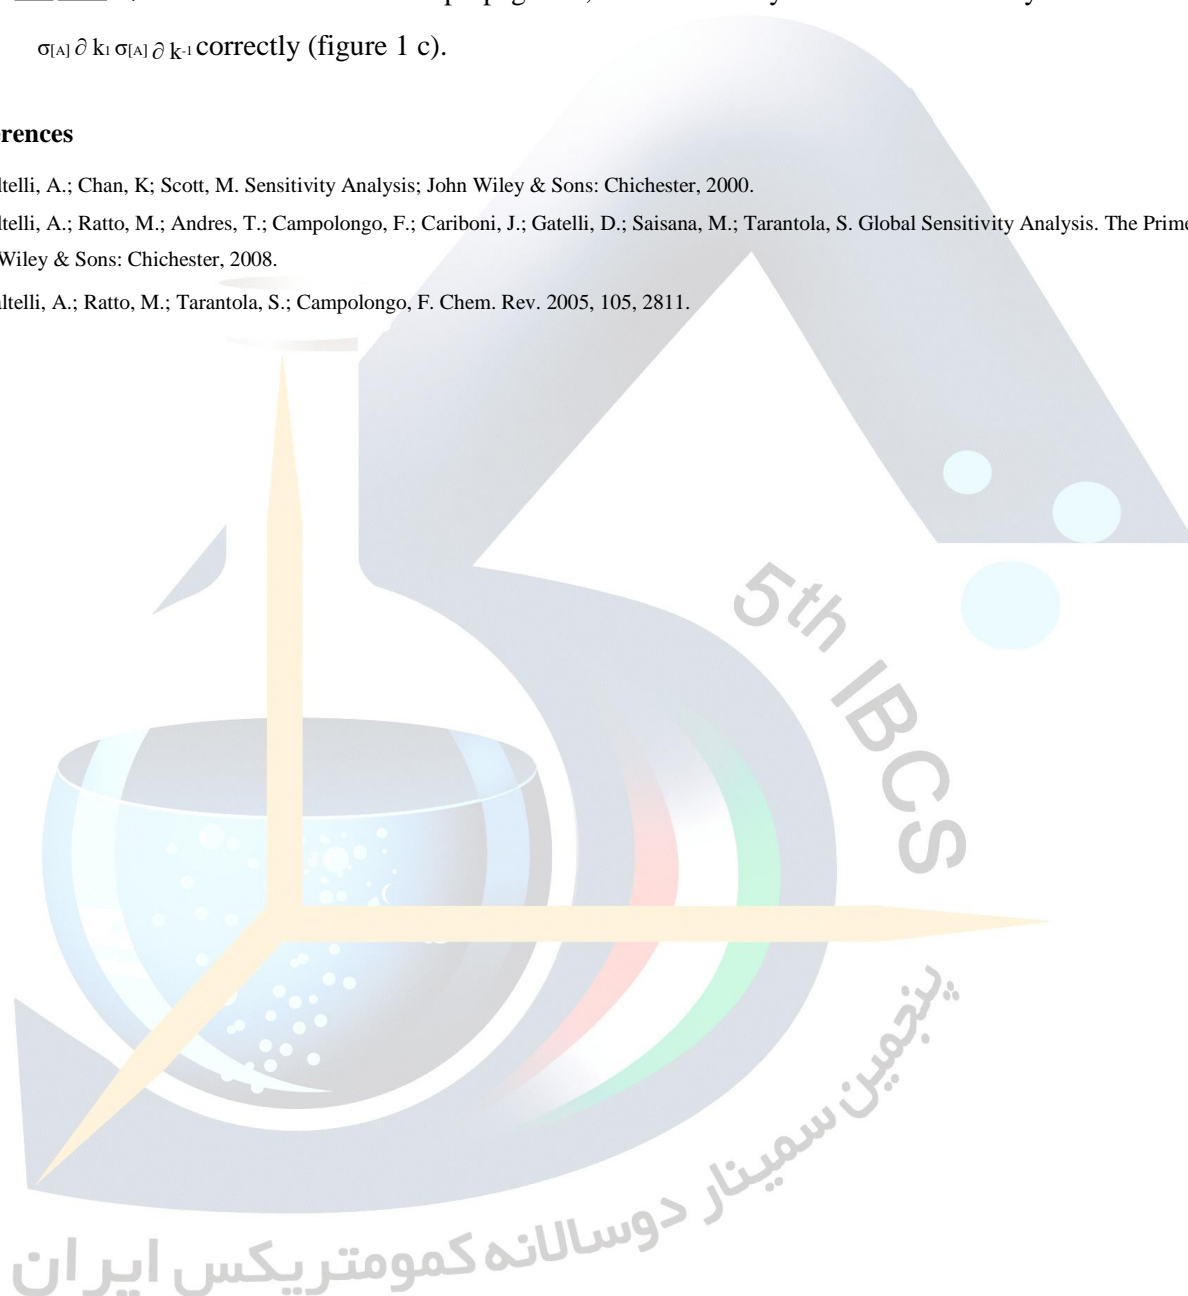 σ[A] ∂ k1 σ[A] ∂ k-1 correctly (figure 1 c).
erences
ltelli, A.; Chan, K; Scott, M. Sensitivity Analysis; John Wiley & Sons: Chichester, 2000.
ltelli, A.; Ratto, M.; Andres, T.; Campolongo, F.; Cariboni, J.; Gatelli, D.; Saisana, M.; Tarantola, S. Global Sensitivity Analysis. The Prime
Wiley & Sons: Chichester, 2008.
ltelli, A.; Ratto, M.; Tarantola, S.; Campolongo, F. Chem. Rev. 2005, 105, 2811.
5th IBCS
پنجمین سمینار دوسالانه کمومتریکس ایران